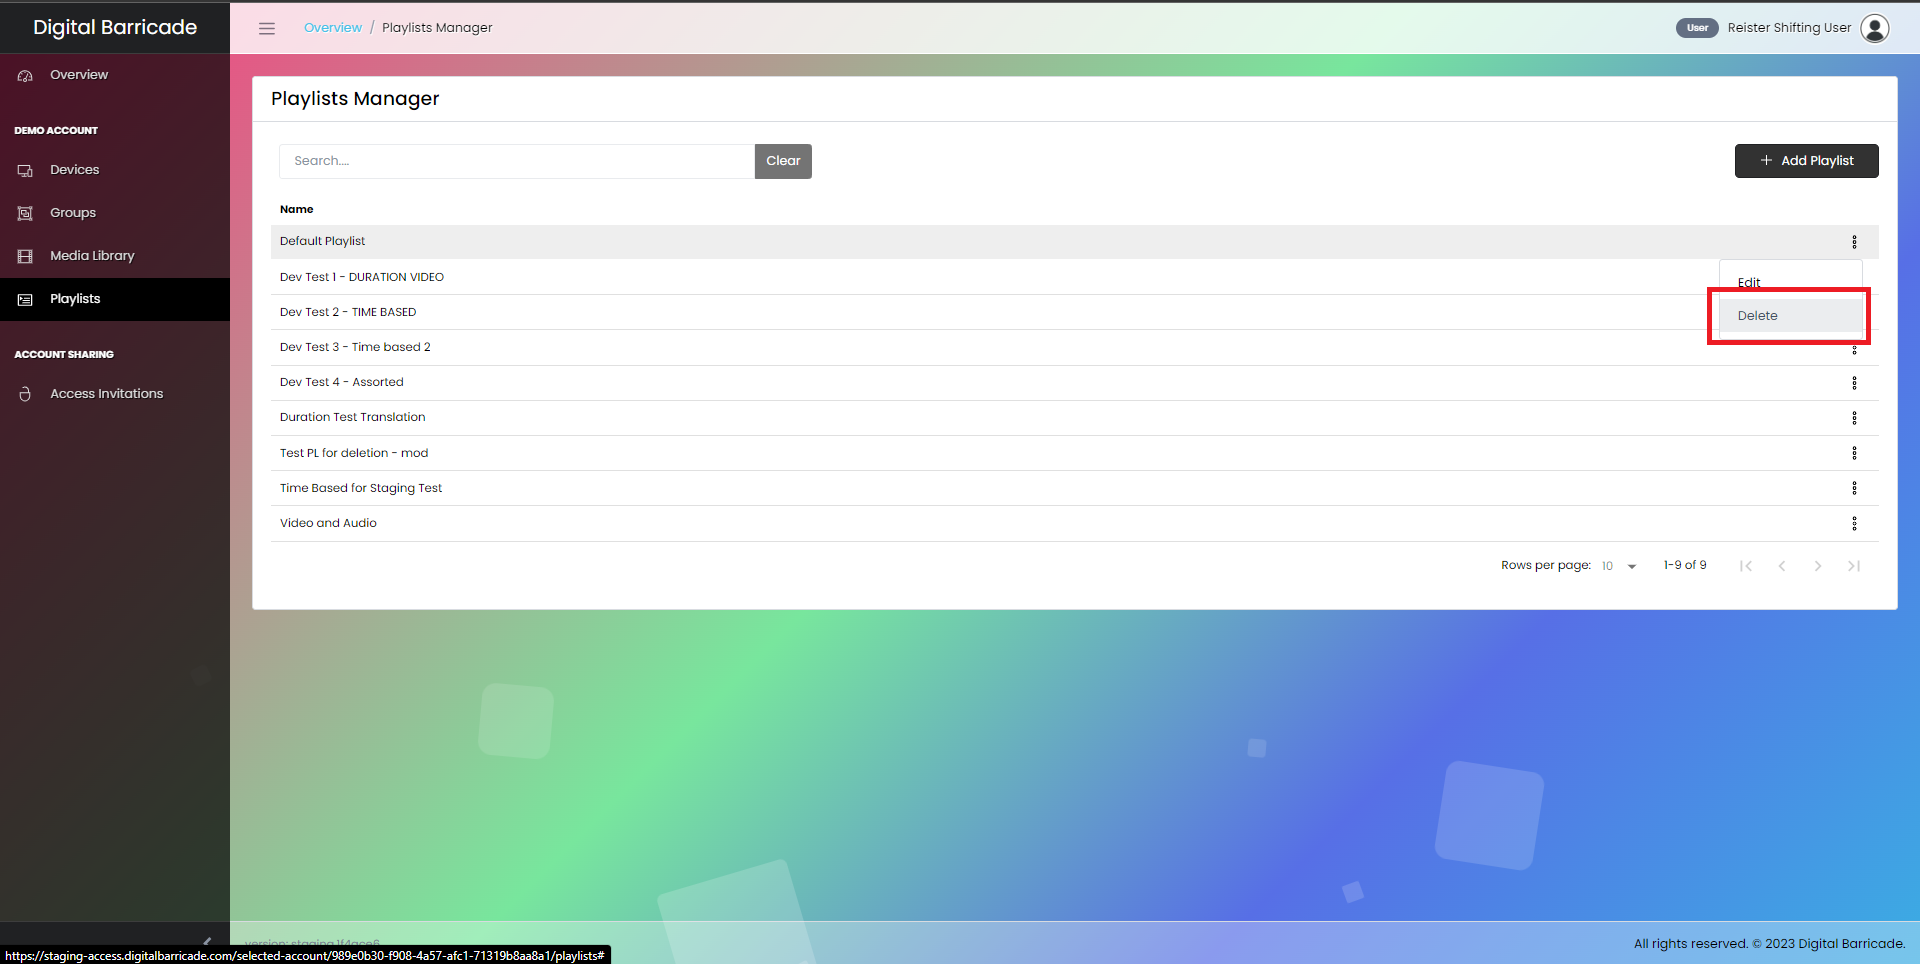 Digital Barricade
Overview / Playlists Manager
User Reister Shifting User
Overview
DEMO ACCOUNT
Devices
Groups
Media Library
Playlists
ACCOUNT SHARING
Access Invitations
Playlists Manager
Search....
Clear
+ Add Playlist
Name
Default Playlist
Dev Test 1 - DURATION VIDEO
Edit
Dev Test 2 - TIME BASED
Delete
Dev Test 3 - Time based 2
Dev Test 4 - Assorted
Duration Test Translation
Test PL for deletion - mod
Time Based for Staging Test
Video and Audio
Rows per page: 10 1-9 of 9
All rights reserved. © 2023 Digital Barricade.
https://staging-access.digitalbarricade.com/selected-account/989e0b30-f908-4a57-afc1-71319b8aa8a1/playlists#